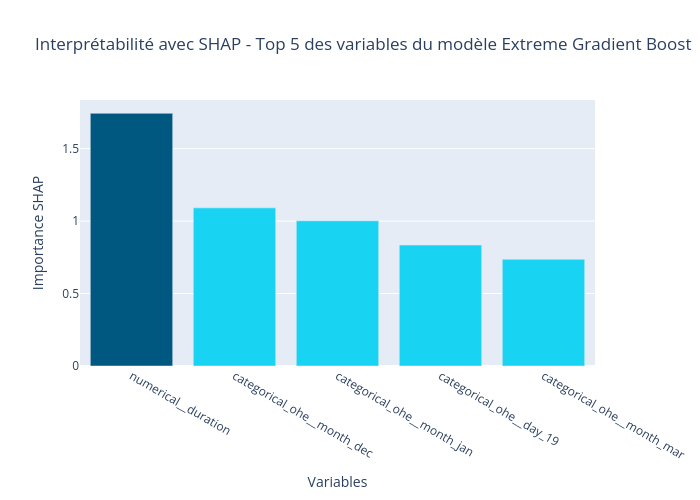 Interprétabilité avec SHAP - Top 5 des variables du modèle Extreme Gradient Boost
Importance SHAP
1.5
1
0.5
0
numerical__duration
categorical_ohe__month_dec
categorical_ohe__month_jan
categorical_ohe__day_19
categorical_ohe__month_mar
Variables